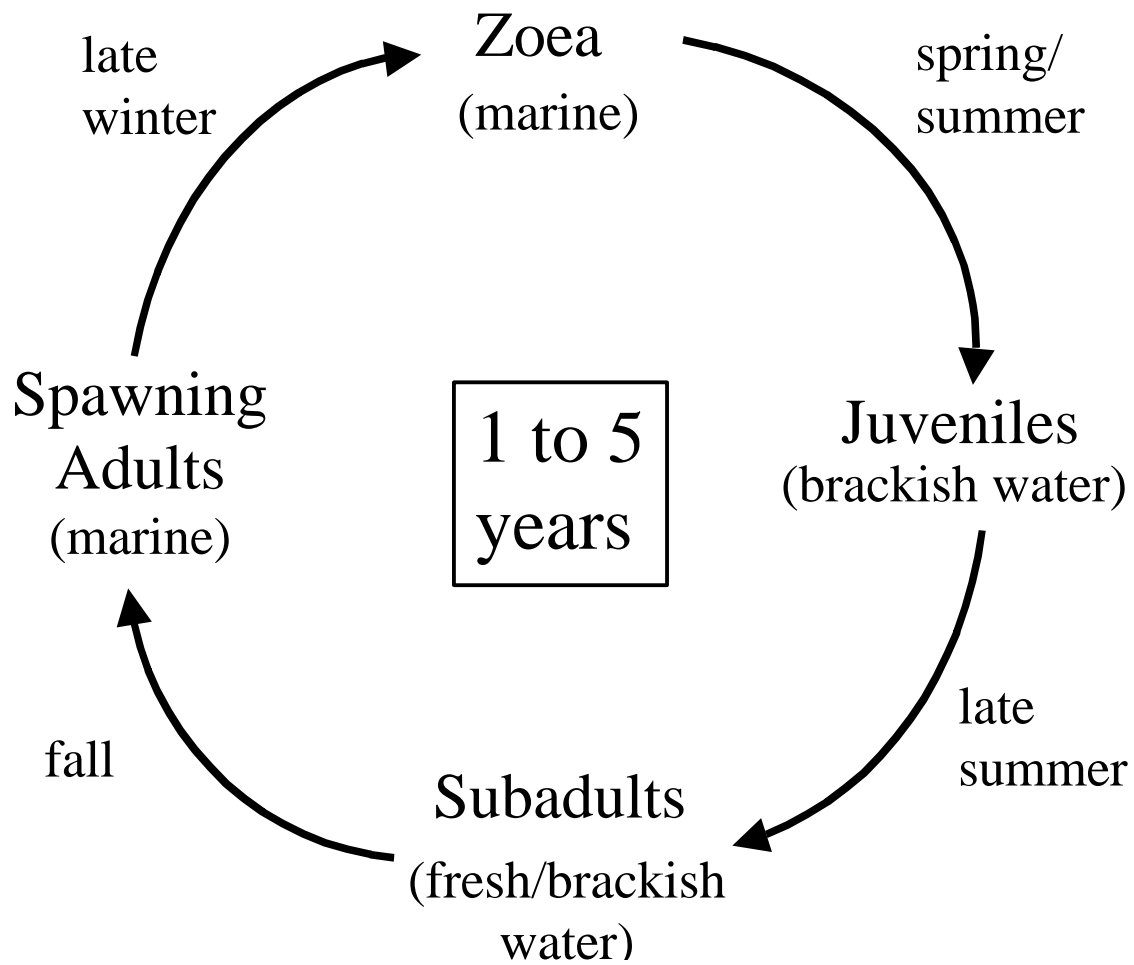 Zoea
(marine)
spring/
summer
Juveniles
(brackish water)
late
summer
Subadults
(fresh/brackish
water)
fall
Spawning
Adults
(marine)
late
winter
1 to 5
years